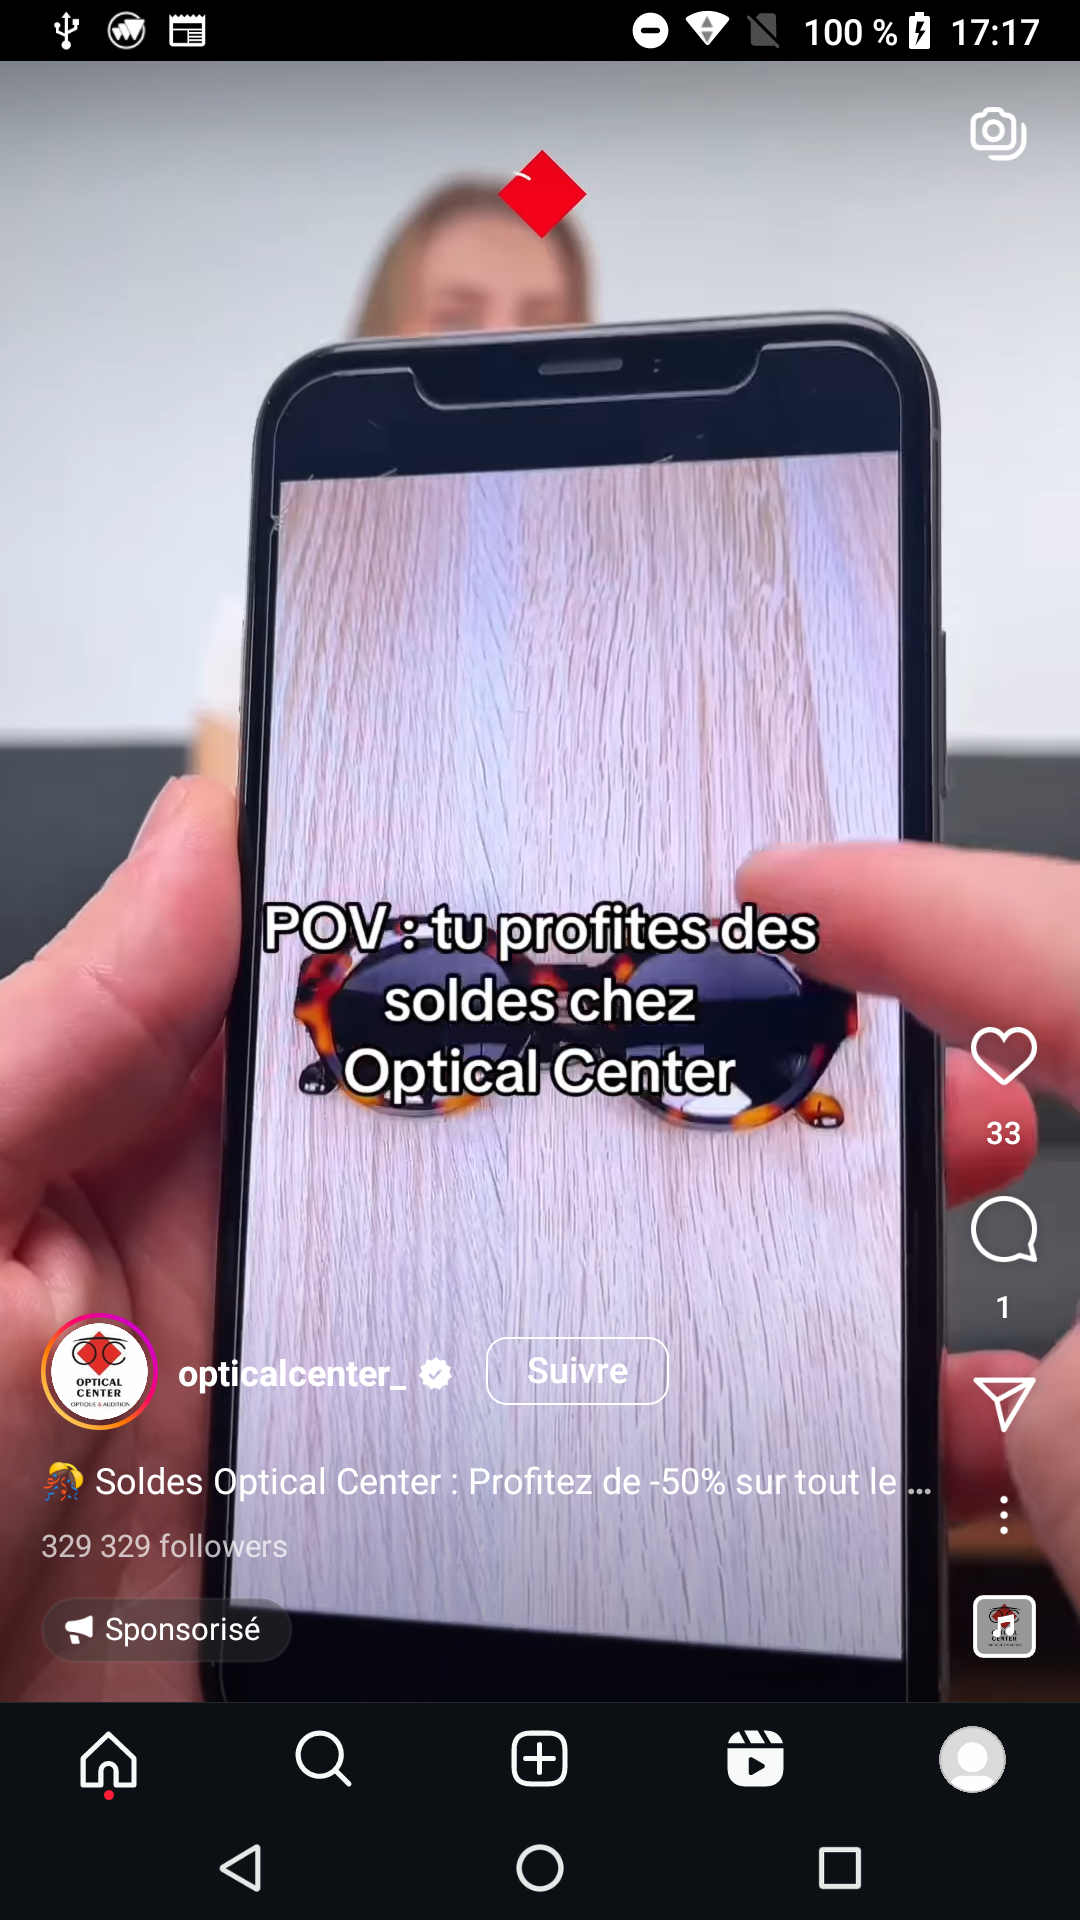 100 % 17:17
POV : tu profites des
soldes chez
Optical Center
33
1
OPTICAL
CENTER
OPTIQUE & AUDITION
opticalcenter_ Suivre
Soldes Optical Center : Profitez de -50% sur tout le ...
329 329 followers
Sponsorisé
CENTER